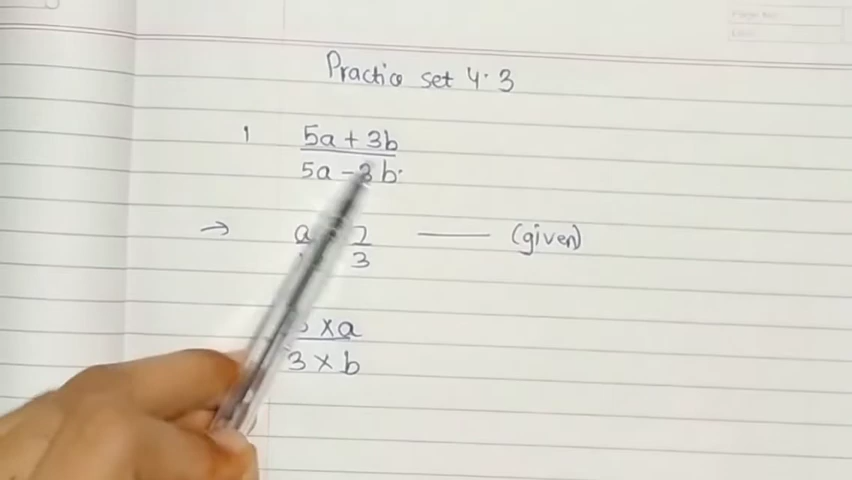 Practice set 4.3
1 5a + 3b
5a - 3b.
→ a 7 —— (given)
3
× a
3 × b